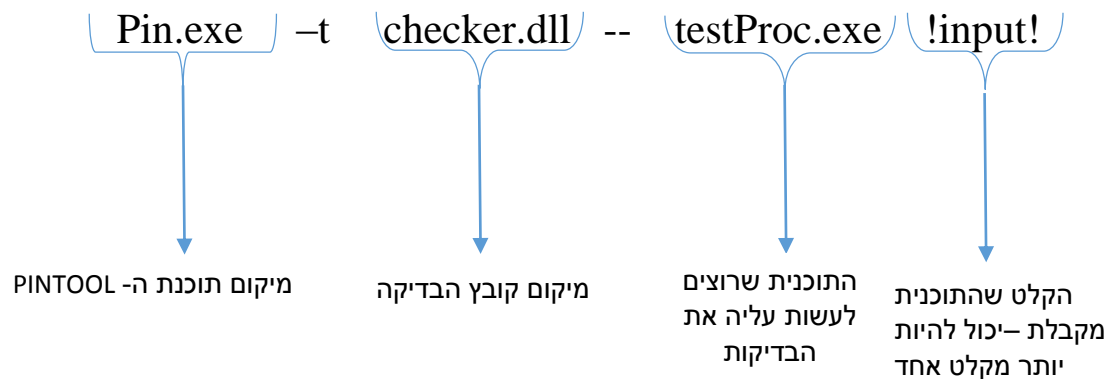 Pin.exe –t checker.dll -- testProc.exe !input!
מיקום תוכנת ה- PINTOOL
מיקום קובץ הבדיקה
התוכנית שרוצים
לעשות עליה את
הבדיקות
הקלט שהתוכנית
מקבלת –יכול להיות
יותר מקלט אחד